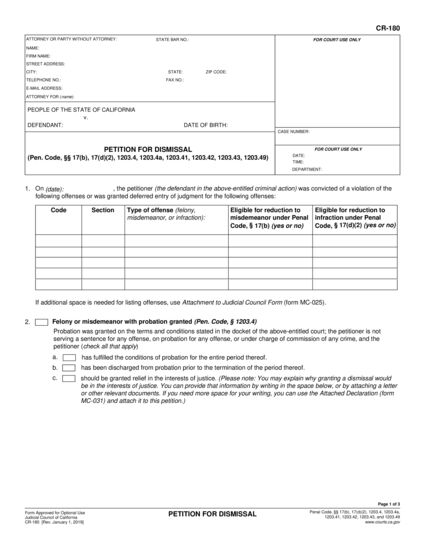 CR-180
ATTORNEY OR PARTY WITHOUT ATTORNEY: STATE BAR NO.:
NAME:
FIRM NAME:
STREET ADDRESS:
CITY: STATE: ZIP CODE:
TELEPHONE NO.: FAX NO.:
E-MAIL ADDRESS:
ATTORNEY FOR (name):
FOR COURT USE ONLY
PEOPLE OF THE STATE OF CALIFORNIA
v.
DEFENDANT: DATE OF BIRTH:
CASE NUMBER:
PETITION FOR DISMISSAL
(Pen. Code, §§ 17(b), 17(d)(2), 1203.4, 1203.4a, 1203.41, 1203.42, 1203.43, 1203.49)
FOR COURT USE ONLY
DATE:
TIME:
DEPARTMENT:
1. On (date): , the petitioner (the defendant in the above-entitled criminal action) was convicted of a violation of the
following offenses or was granted deferred entry of judgment for the following offenses:
Code
Section
Type of offense (felony,
misdemeanor, or infraction):
Eligible for reduction to
misdemeanor under Penal
Code, § 17(b) (yes or no)
Eligible for reduction to
infraction under Penal
Code, § 17(d)(2) (yes or no)
If additional space is needed for listing offenses, use Attachment to Judicial Council Form (form MC-025).
2. Felony or misdemeanor with probation granted (Pen. Code, § 1203.4)
Probation was granted on the terms and conditions stated in the docket of the above-entitled court; the petitioner is not
serving a sentence for any offense, on probation for any offense, or under charge of commission of any crime, and the
petitioner (check all that apply)
a. has fulfilled the conditions of probation for the entire period thereof.
b. has been discharged from probation prior to the termination of the period thereof.
c. should be granted relief in the interests of justice. (Please note: You may explain why granting a dismissal would
be in the interests of justice. You can provide that information by writing in the space below, or by attaching a letter
or other relevant documents. If you need more space for your writing, you can use the Attached Declaration (form
MC-031) and attach it to this petition.)
Page 1 of 3
Form Approved for Optional Use
Judicial Council of California
CR-180 [Rev. January 1, 2019]
PETITION FOR DISMISSAL
Penal Code, §§ 17(b), 17(d)(2), 1203.4, 1203.4a,
1203.41, 1203.42, 1203.43, and 1203.49
www.courts.ca.gov